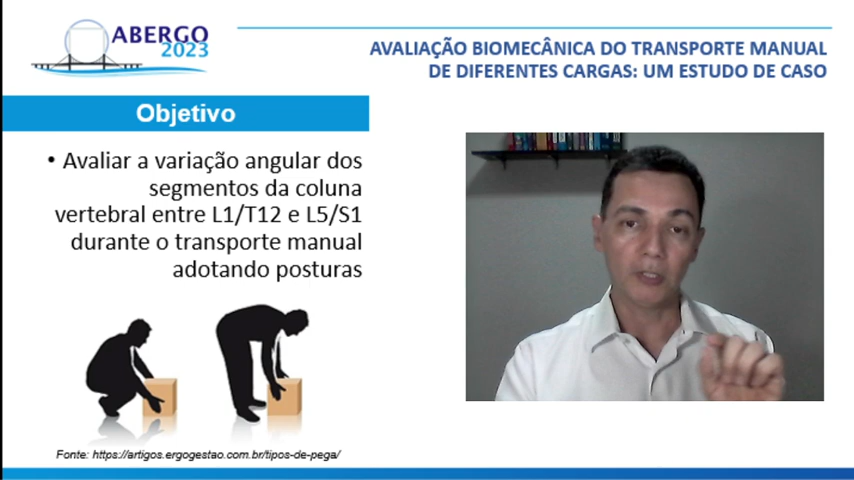 ABERGO
2023
AVALIAÇÃO BIOMECÂNICA DO TRANSPORTE MANUAL
DE DIFERENTES CARGAS: UM ESTUDO DE CASO
Objetivo
• Avaliar a variação angular dos
segmentos da coluna
vertebral entre L1/T12 e L5/S1
durante o transporte manual
adotando posturas
Fonte: https://artigos.ergogestao.com.br/tipos-de-pega/